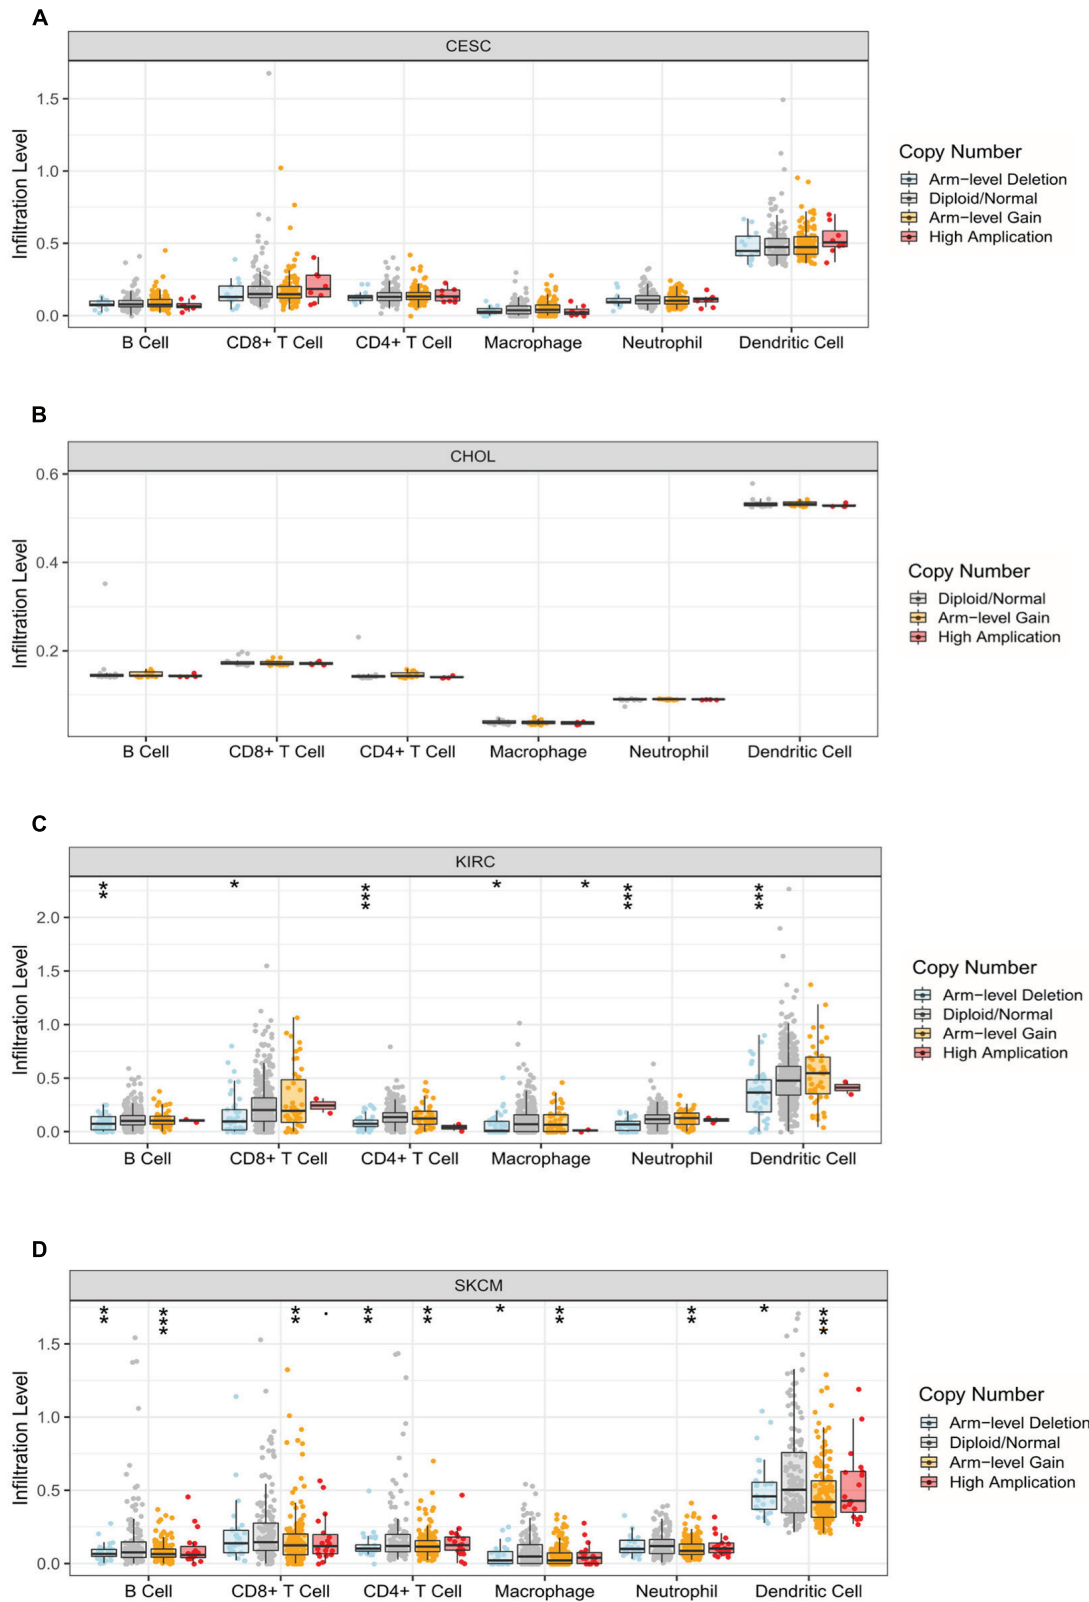 A
CESC
Infiltration Level
1.5
1.0
0.5
0.0
B Cell CD8+ T Cell CD4+ T Cell Macrophage Neutrophil Dendritic Cell
Copy Number
Arm-level Deletion
Diploid/Normal
Arm-level Gain
High Amplication
B
CHOL
Infiltration Level
0.6
0.4
0.2
B Cell CD8+ T Cell CD4+ T Cell Macrophage Neutrophil Dendritic Cell
Copy Number
Diploid/Normal
Arm-level Gain
High Amplication
C
KIRC
** * *** * * *** ***
Infiltration Level
2.0
1.5
1.0
0.5
0.0
B Cell CD8+ T Cell CD4+ T Cell Macrophage Neutrophil Dendritic Cell
Copy Number
Arm-level Deletion
Diploid/Normal
Arm-level Gain
High Amplication
D
SKCM
** *** ** . ** ** * ** ** * ***
Infiltration Level
1.5
1.0
0.5
0.0
B Cell CD8+ T Cell CD4+ T Cell Macrophage Neutrophil Dendritic Cell
Copy Number
Arm-level Deletion
Diploid/Normal
Arm-level Gain
High Amplication